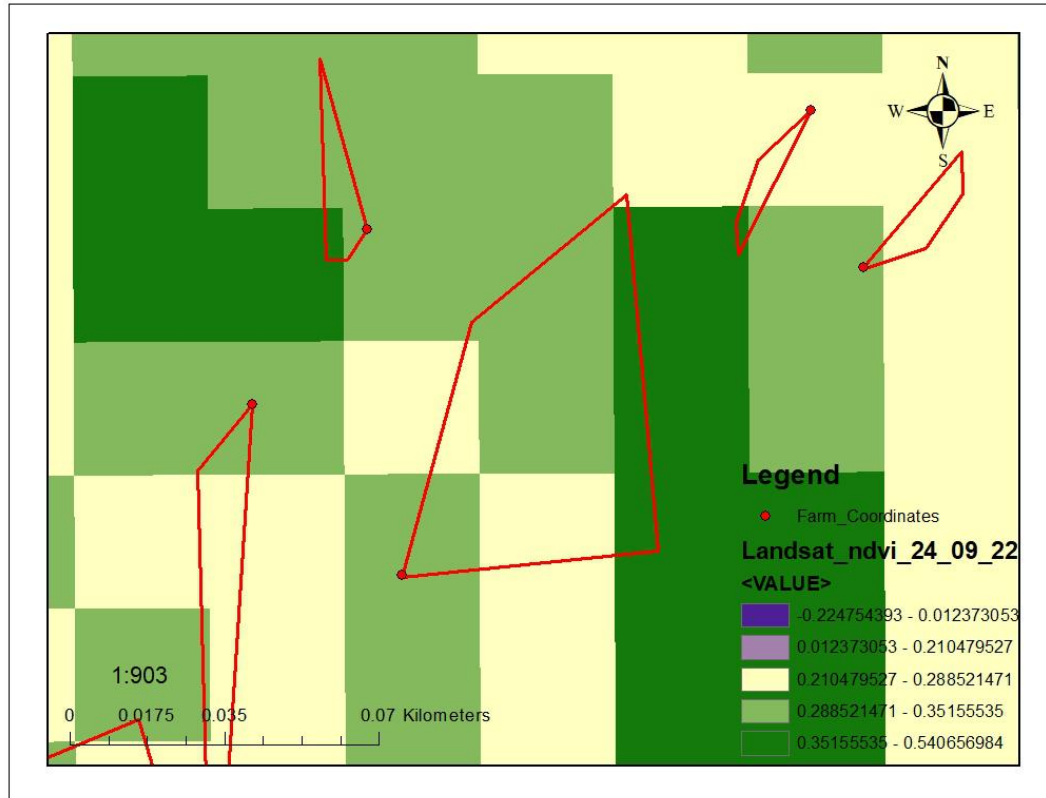 N
W E
S
Legend
Farm_Coordinates
Landsat_ndvi_24_09_22
<VALUE>
-0.224754393 - 0.012373053
0.012373053 - 0.210479527
0.210479527 - 0.288521471
0.288521471 - 0.35155535
0.35155535 - 0.540656984
1:903
0 0.0175 0.035 0.07 Kilometers